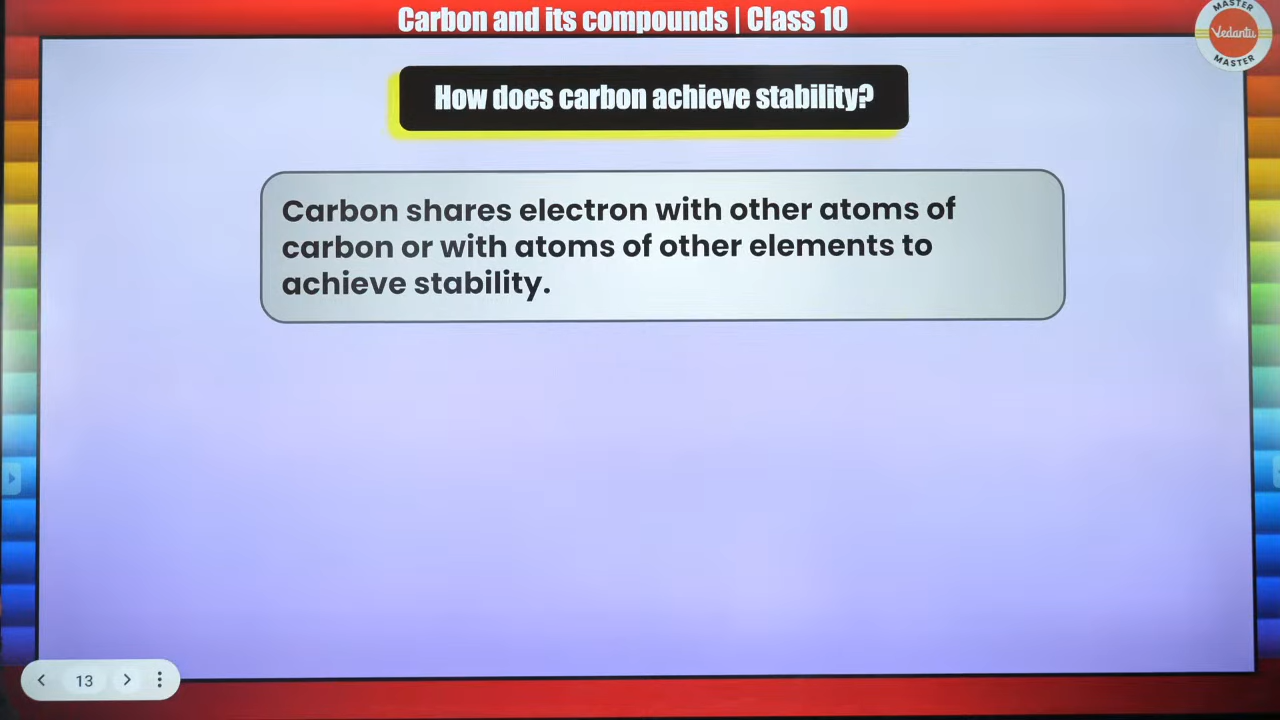 Carbon and its compounds | Class 10
MASTER
Vedantu
MASTER
How does carbon achieve stability?
Carbon shares electron with other atoms of
carbon or with atoms of other elements to
achieve stability.
13